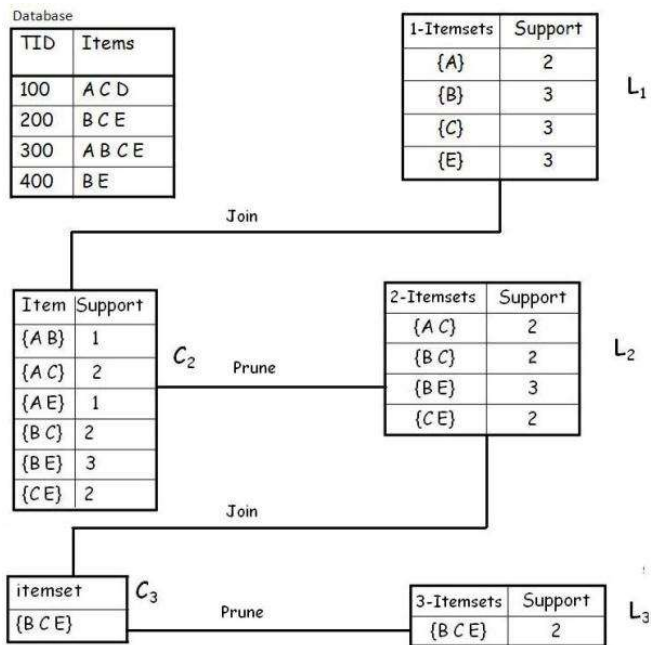 Database
TID Items
100 A C D
200 B C E
300 A B C E
400 B E
1-Itemsets Support
{A} 2
{B} 3
{C} 3
{E} 3
L1
Join
Item Support
{A B} 1
{A C} 2
{A E} 1
{B C} 2
{B E} 3
{C E} 2
C2
Prune
2-Itemsets Support
{A C} 2
{B C} 2
{B E} 3
{C E} 2
L2
Join
itemset
{B C E}
C3
Prune
3-Itemsets Support
{B C E} 2
L3